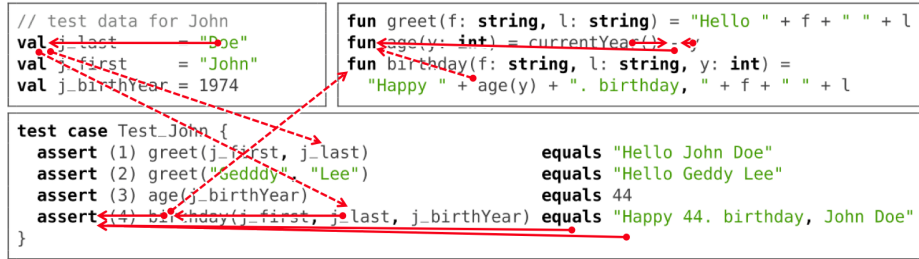 // test data for John
val j_last = "Doe"
val j_first = "John"
val j_birthYear = 1974
fun greet(f: string, l: string) = "Hello " + f + " " + l
fun age(y: int) = currentYear() - y
fun birthday(f: string, l: string, y: int) =
"Happy " + age(y) + ". birthday, " + f + " " + l
test case Test_John {
assert (1) greet(j_first, j_last) equals "Hello John Doe"
assert (2) greet("Gedddy", "Lee") equals "Hello Geddy Lee"
assert (3) age(j_birthYear) equals 44
assert (4) birthday(j_first, j_last, j_birthYear) equals "Happy 44. birthday, John Doe"
}